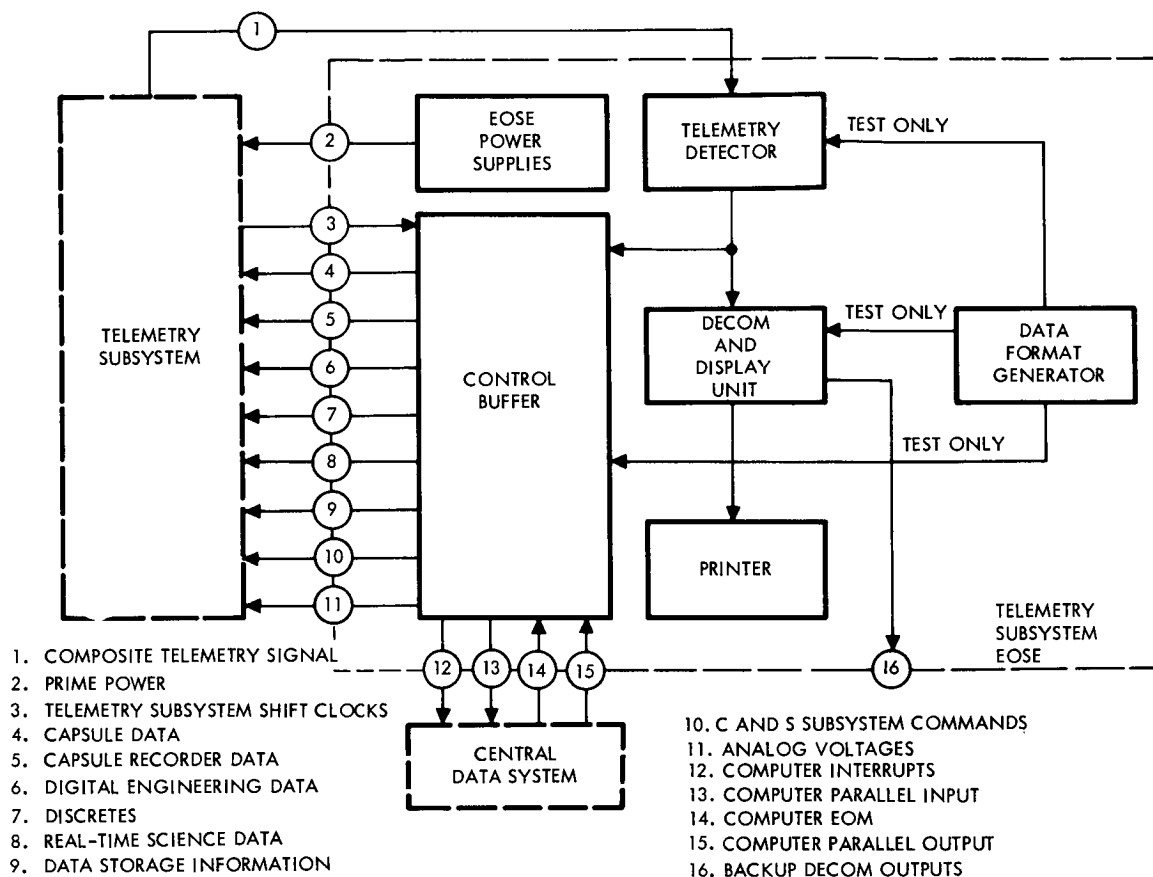 1
EOSE
POWER
SUPPLIES
TELEMETRY
DETECTOR
TEST ONLY
2
3
4
5
6
7
8
9
10
11
TELEMETRY
SUBSYSTEM
CONTROL
BUFFER
DECOM
AND
DISPLAY
UNIT
TEST ONLY
DATA
FORMAT
GENERATOR
TEST ONLY
PRINTER
TELEMETRY
SUBSYSTEM
EOSE
12
13
14
15
16
CENTRAL
DATA SYSTEM
1. COMPOSITE TELEMETRY SIGNAL
2. PRIME POWER
3. TELEMETRY SUBSYSTEM SHIFT CLOCKS
4. CAPSULE DATA
5. CAPSULE RECORDER DATA
6. DIGITAL ENGINEERING DATA
7. DISCRETES
8. REAL-TIME SCIENCE DATA
9. DATA STORAGE INFORMATION
10. C AND S SUBSYSTEM COMMANDS
11. ANALOG VOLTAGES
12. COMPUTER INTERRUPTS
13. COMPUTER PARALLEL INPUT
14. COMPUTER EOM
15. COMPUTER PARALLEL OUTPUT
16. BACKUP DECOM OUTPUTS